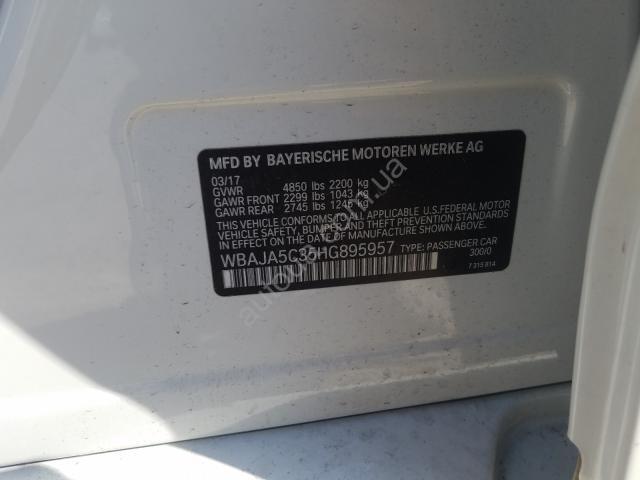 MFD BY BAYERISCHE MOTOREN WERKE AG
03/17
GVWR 4850 lbs 2200 kg
GAWR FRONT 2299 lbs 1043 kg
GAWR REAR 2745 lbs 1245 kg
THIS VEHICLE CONFORMS TO ALL APPLICABLE U.S.FEDERAL MOTOR
VEHICLE SAFETY, BUMPER, AND THEFT PREVENTION STANDARDS
IN EFFECT ON THE DATE OF MANUFACTURE SHOWN ABOVE.
WBAJA5C35HG895957 TYPE: PASSENGER CAR
300/0
7 315 814